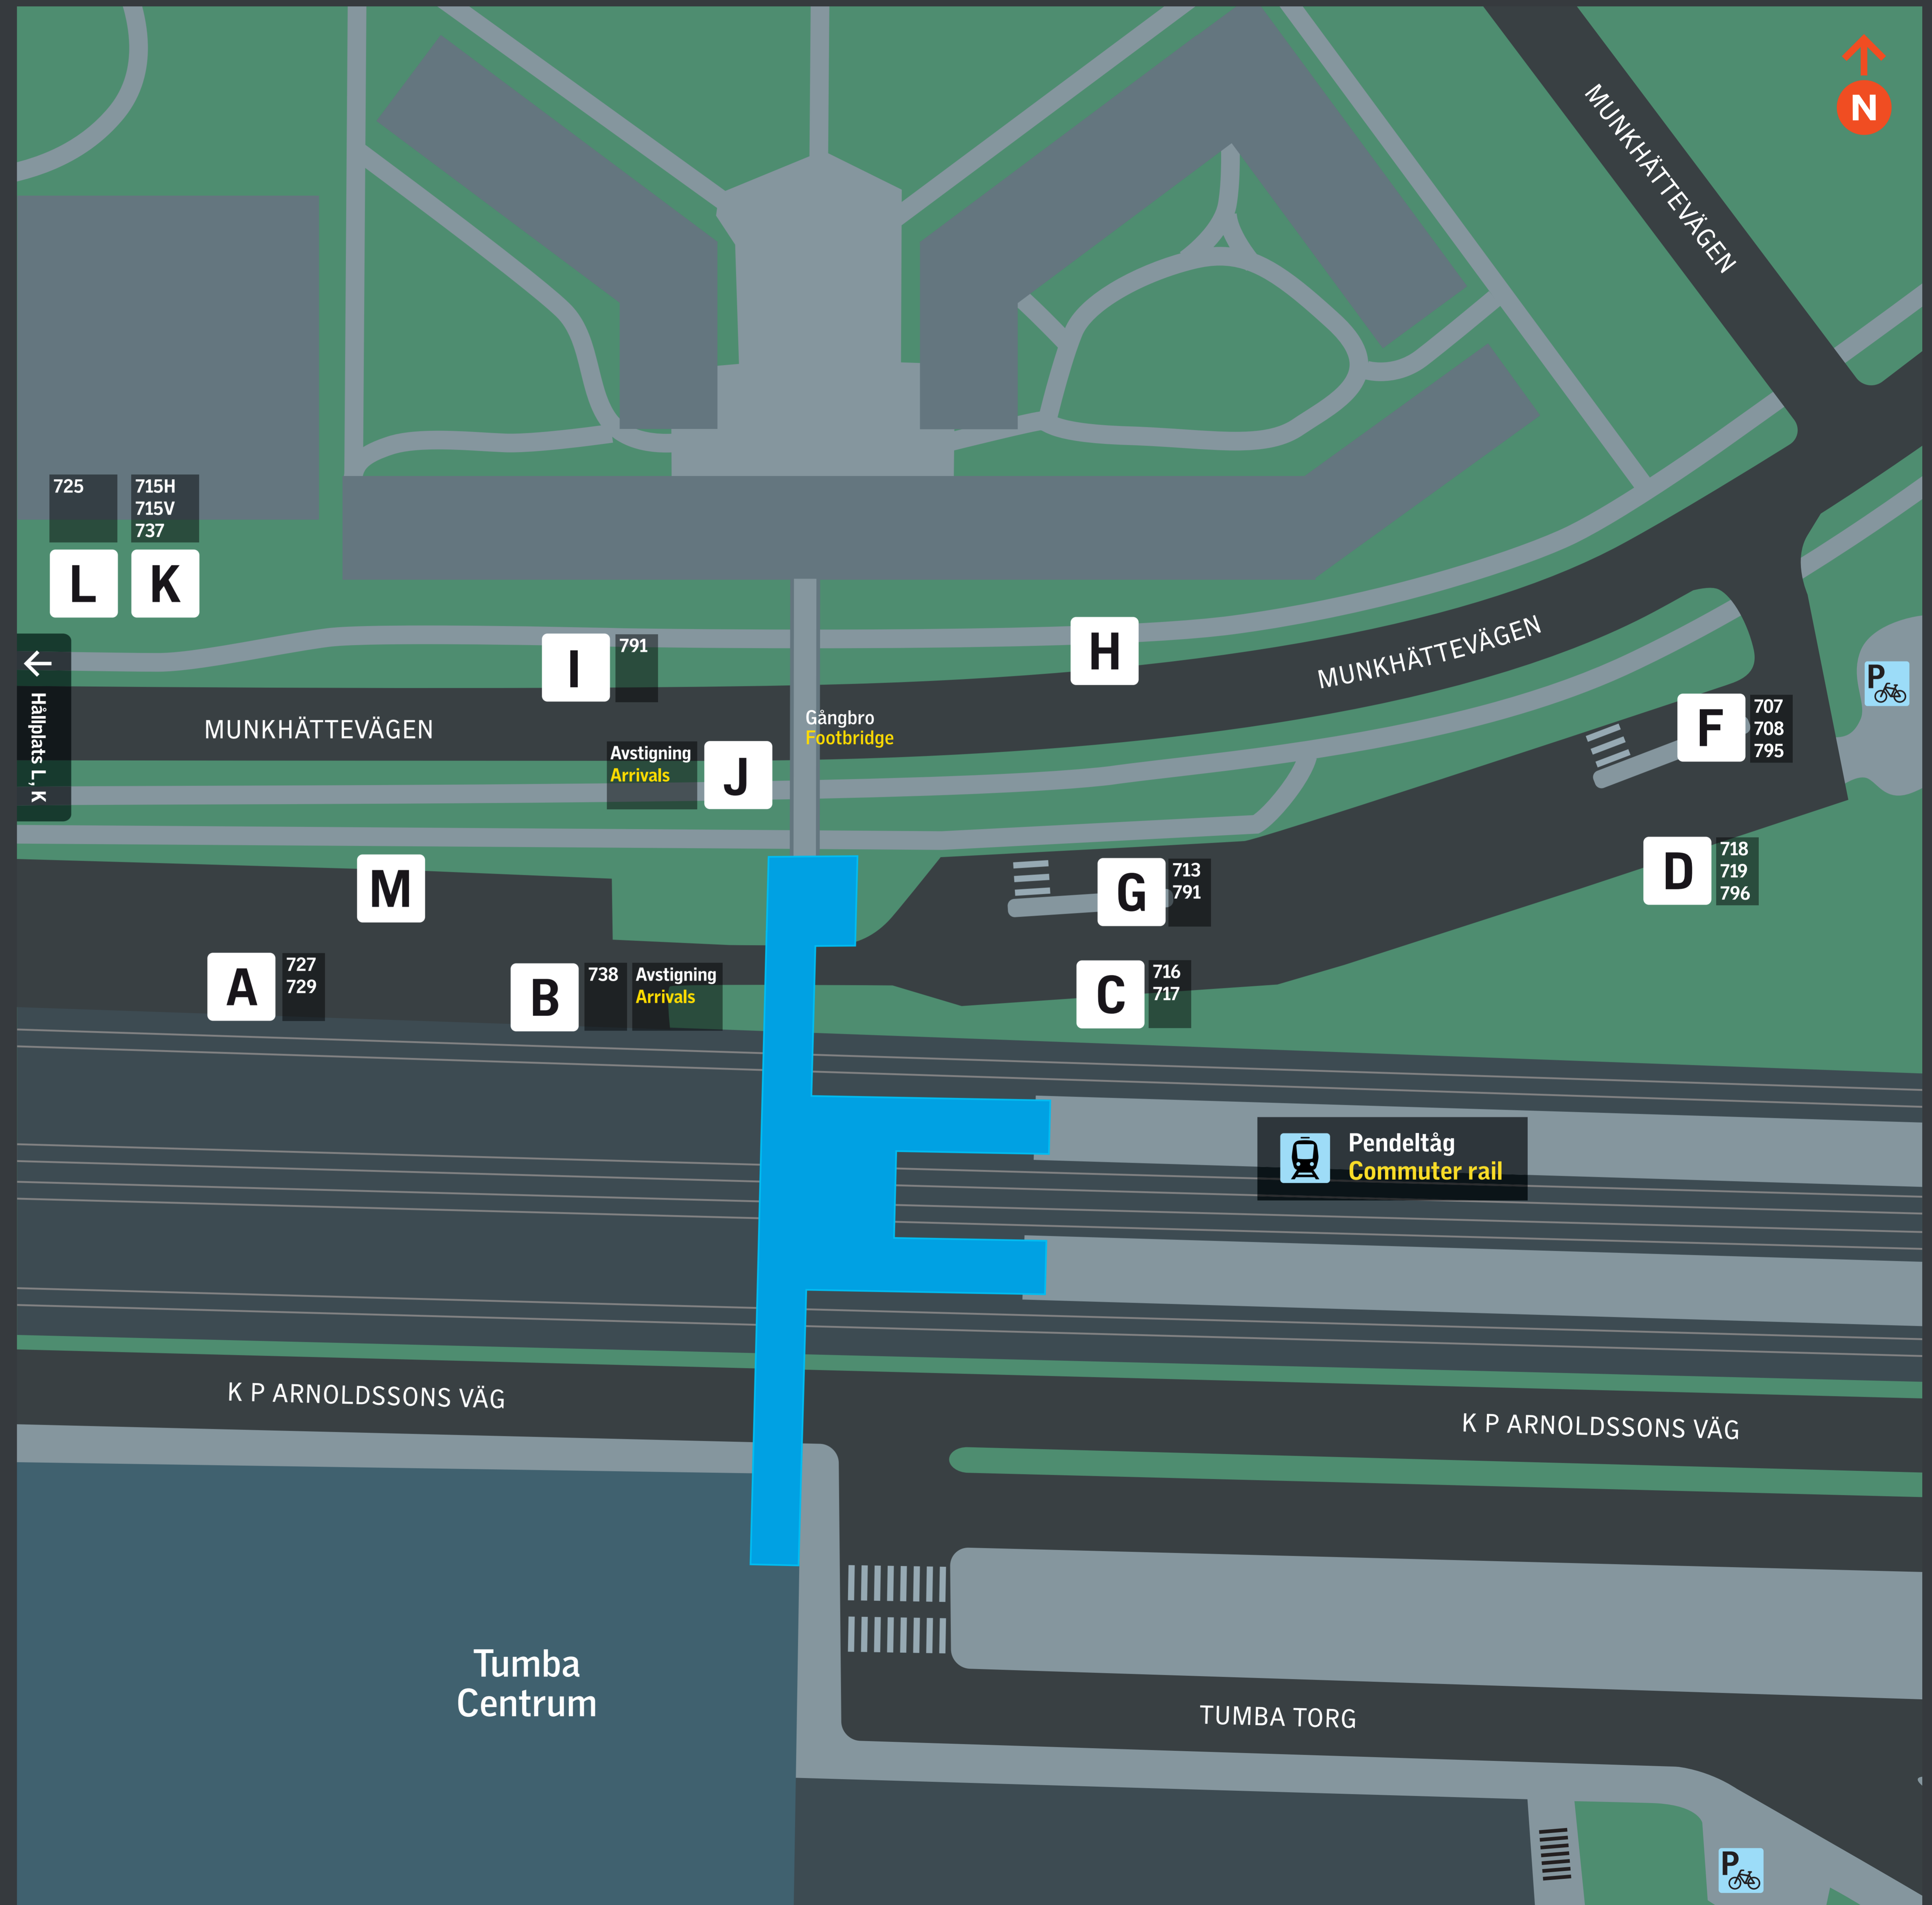 MUNKHÄTTEVÄGEN
N
725
715H
715V
737
L
K
I
791
H
MUNKHÄTTEVÄGEN
P
Hållplats L, K
MUNKHÄTTEVÄGEN
Gångbro
Footbridge
Avstigning
Arrivals
J
F
707
708
795
M
G
713
791
D
718
719
796
A
727
729
B
738
Avstigning
Arrivals
C
716
717
Pendeltåg
Commuter rail
K P ARNOLDSSONS VÄG
K P ARNOLDSSONS VÄG
Tumba
Centrum
TUMBA TORG
P